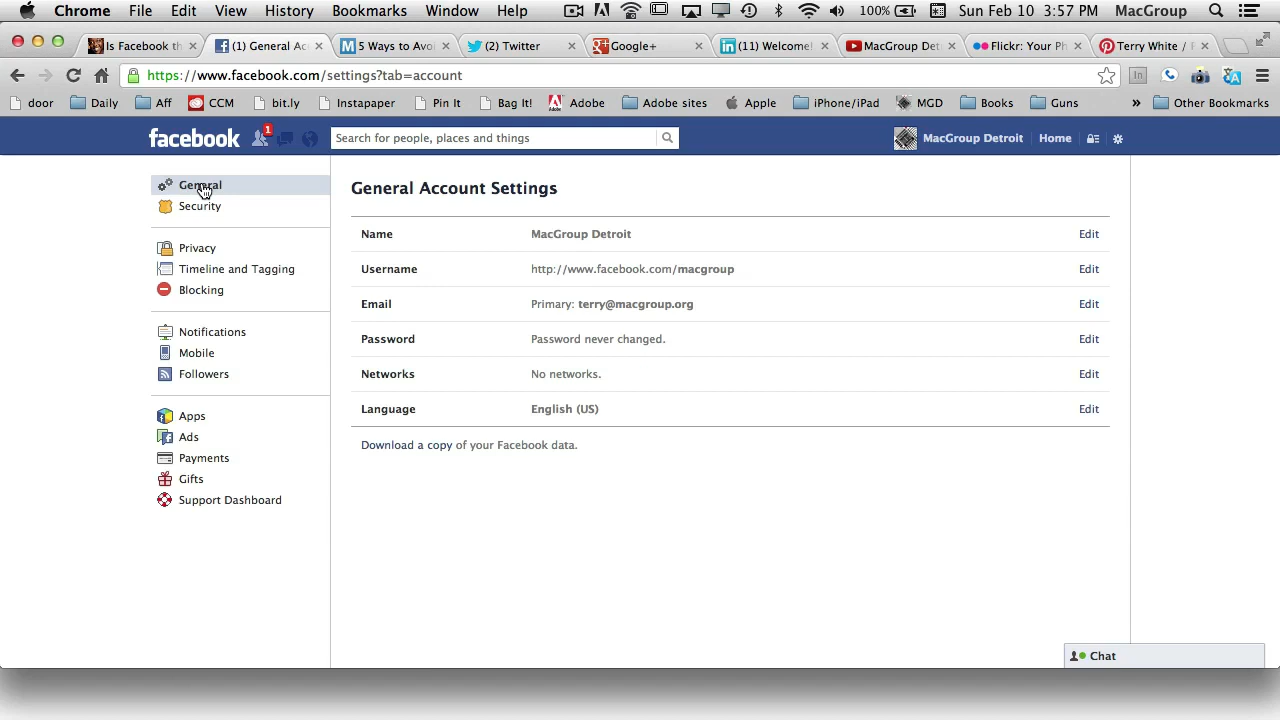 Chrome File Edit View History Bookmarks Window Help 100% Sun Feb 10 3:57 PM MacGroup
Is Facebook th (1) General Ac 5 Ways to Avoi (2) Twitter Google+ (11) Welcome! MacGroup Det Flickr: Your Ph Terry White / P
https://www.facebook.com/settings?tab=account
door Daily Aff CCM bit.ly Instapaper Pin It Bag It! Adobe Adobe sites Apple iPhone/iPad MGD Books Guns » Other Bookmarks
facebook 1 Search for people, places and things MacGroup Detroit Home
General
Security
Privacy
Timeline and Tagging
Blocking
Notifications
Mobile
Followers
Apps
Ads
Payments
Gifts
Support Dashboard
General Account Settings
Name MacGroup Detroit Edit
Username http://www.facebook.com/macgroup Edit
Email Primary: terry@macgroup.org Edit
Password Password never changed. Edit
Networks No networks. Edit
Language English (US) Edit
Download a copy of your Facebook data.
Chat